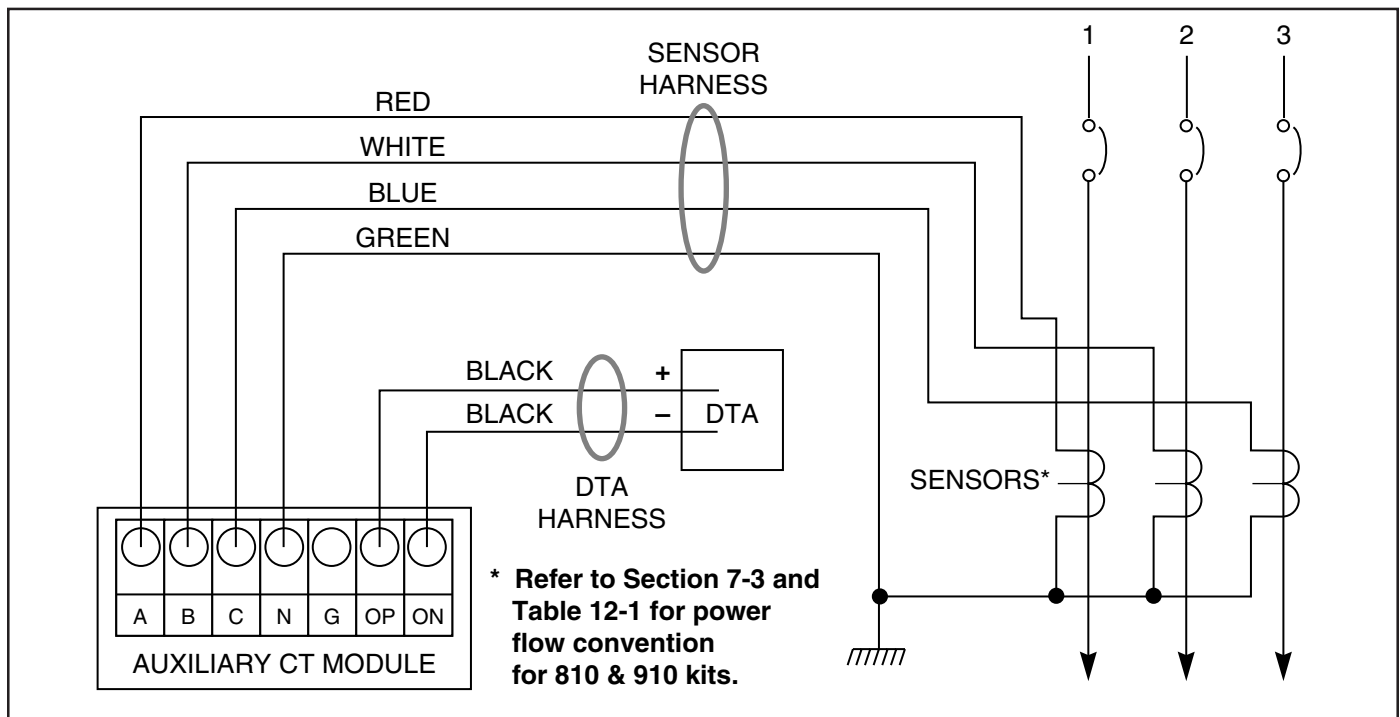 1 2 3
SENSOR
HARNESS
RED
WHITE
BLUE
GREEN
BLACK +
BLACK – DTA
SENSORS*
DTA
HARNESS
* Refer to Section 7-3 and
Table 12-1 for power
flow convention
for 810 & 910 kits.
A B C N G OP ON
AUXILIARY CT MODULE